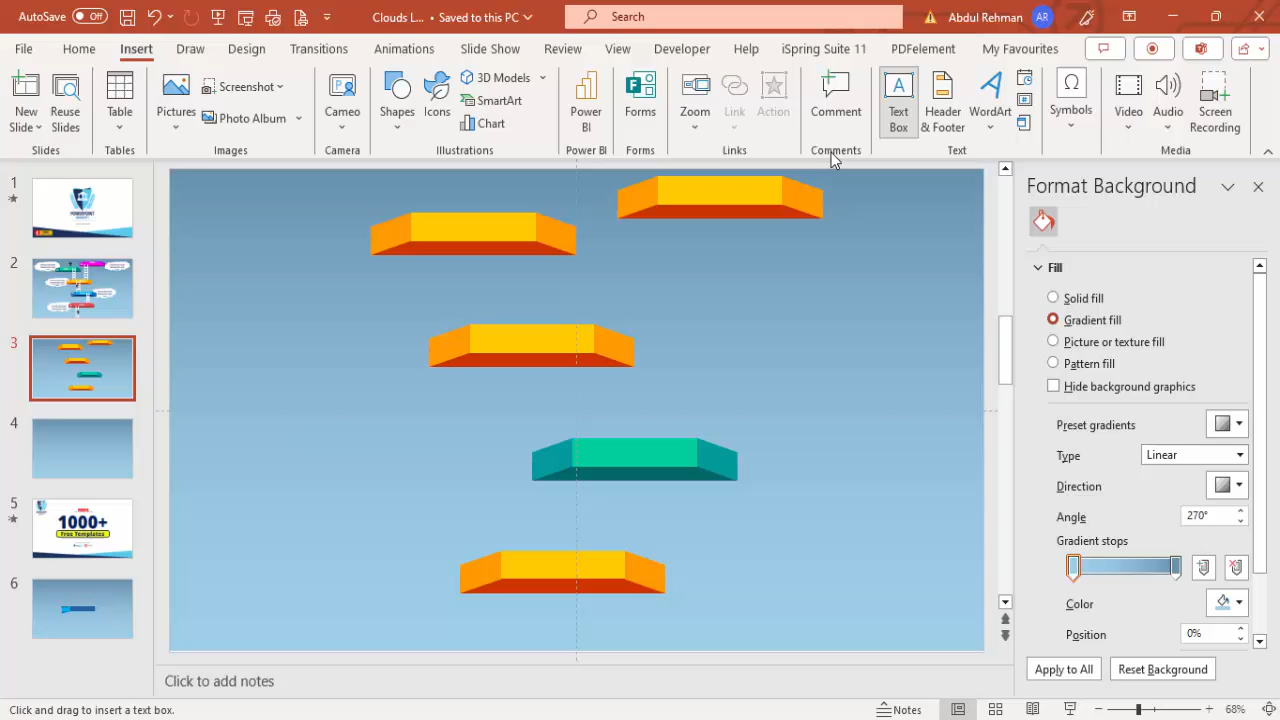 AutoSave Off
Clouds L... • Saved to this PC
Search
Abdul Rehman AR
File Home Insert Draw Design Transitions Animations Slide Show Review View Developer Help iSpring Suite 11 PDFelement My Favourites
New Slide
Reuse Slides
Slides
Table
Tables
Pictures
Screenshot
Photo Album
Images
Cameo
Camera
Shapes
Icons
3D Models
SmartArt
Chart
Illustrations
Power BI
Power BI
Forms
Forms
Zoom
Link
Action
Links
Comment
Comments
Text Box
Header & Footer
WordArt
Text
Symbols
Video
Audio
Screen Recording
Media
1
2
3
4
5
1000+
Free Templates
6
Format Background
Fill
Solid fill
Gradient fill
Picture or texture fill
Pattern fill
Hide background graphics
Preset gradients
Type Linear
Direction
Angle 270°
Gradient stops
Color
Position 0%
Apply to All Reset Background
Click to add notes
Click and drag to insert a text box.
Notes
68%